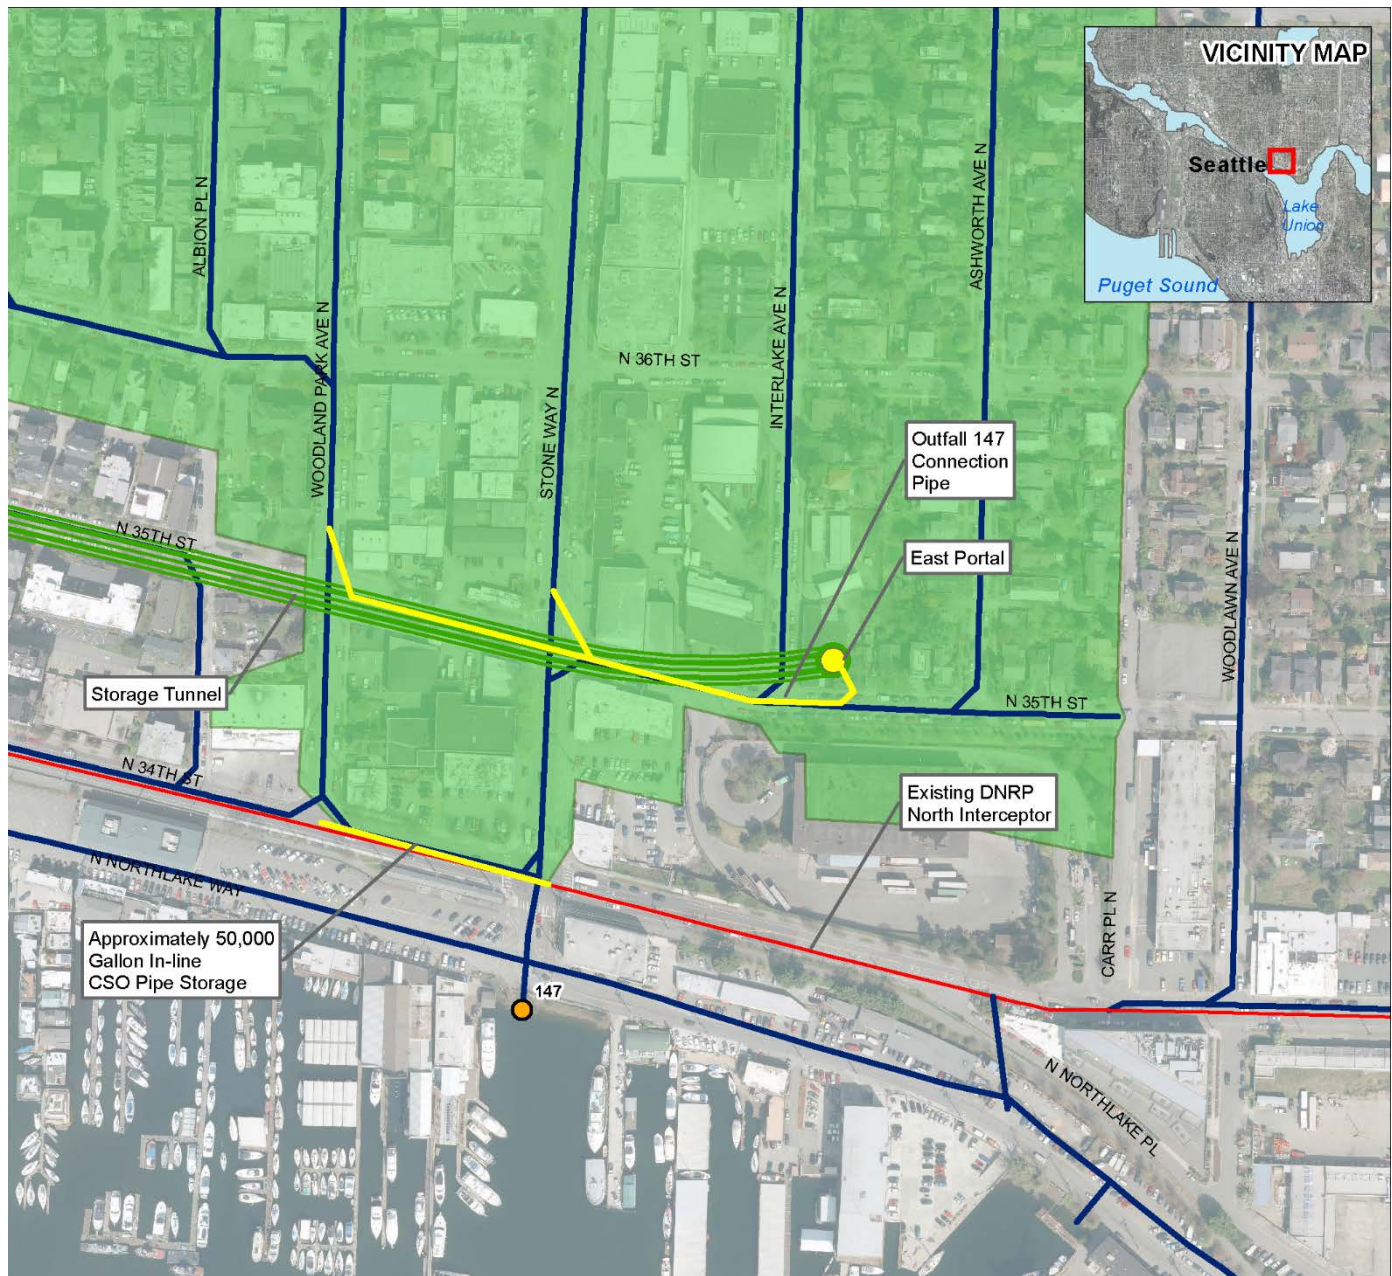 VICINITY MAP
Seattle
Lake
Union
Puget Sound
ALBION PL N
WOODLAND PARK AVE N
STONE WAY N
INTERLAKE AVE N
ASHWORTH AVE N
N 36TH ST
Outfall 147
Connection
Pipe
East Portal
N 35TH ST
WOODLAWN AVE N
Storage Tunnel
N 35TH ST
N 34TH ST
Existing DNRP
North Interceptor
N NORTHLAKE WAY
CARR PL N
Approximately 50,000
Gallon In-line
CSO Pipe Storage
147
N NORTHLAKE PL